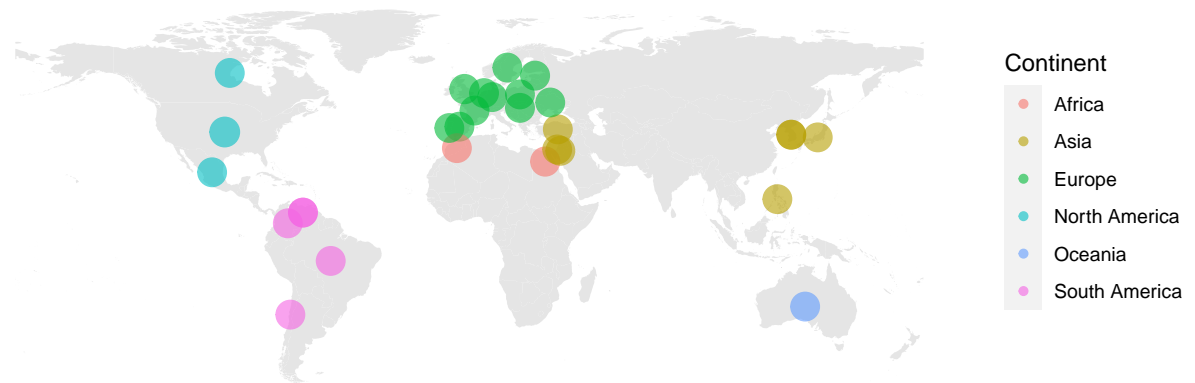 Continent
Africa
Asia
Europe
North America
Oceania
South America